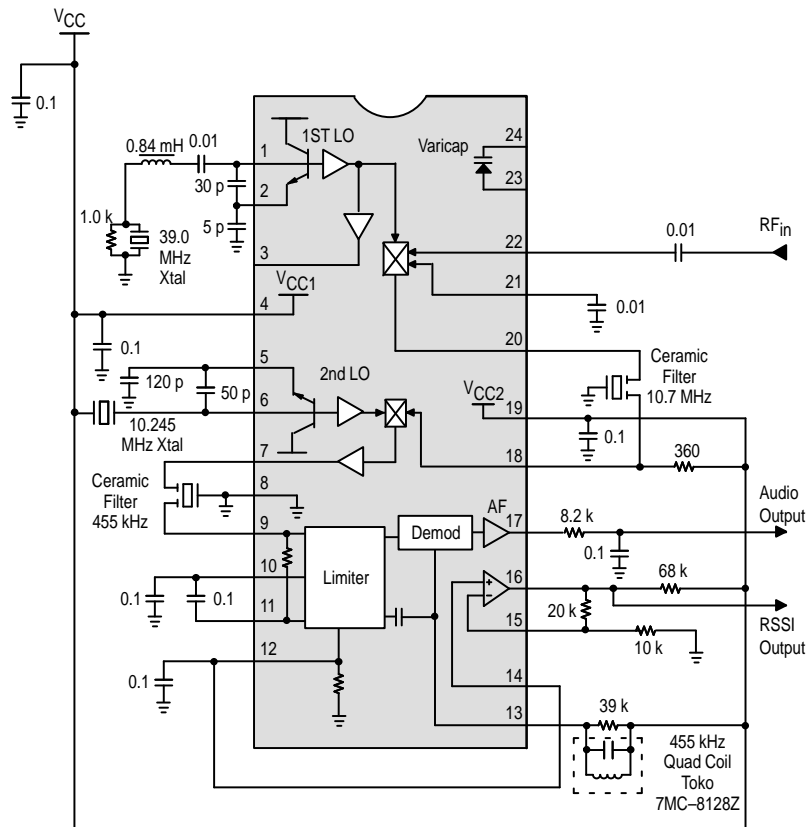 VCC
0.1
0.84 mH
0.01
1
1ST LO
30 p
2
5 p
1.0 k
39.0
MHz
Xtal
3
VCC1
4
0.1
5
120 p
50 p
6
2nd LO
10.245
MHz Xtal
7
Ceramic
Filter
455 kHz
8
9
10
Limiter
0.1
0.1
11
12
0.1
Varicap
24
23
22
0.01
RFin
21
0.01
20
Ceramic
Filter
10.7 MHz
VCC2
19
0.1
18
360
AF
Demod
17
8.2 k
Audio
Output
0.1
16
+
–
68 k
20 k
15
10 k
RSSI
Output
14
13
39 k
455 kHz
Quad Coil
Toko
7MC–8128Z